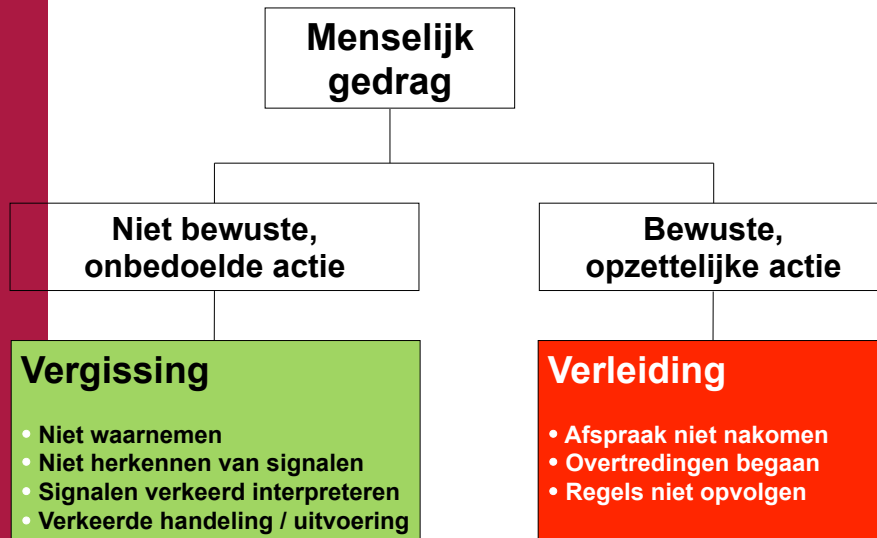 Menselijk
gedrag
Niet bewuste,
onbedoelde actie
Bewuste,
opzettelijke actie
Vergissing
• Niet waarnemen
• Niet herkennen van signalen
• Signalen verkeerd interpreteren
• Verkeerde handeling / uitvoering
Verleiding
• Afspraak niet nakomen
• Overtredingen begaan
• Regels niet opvolgen